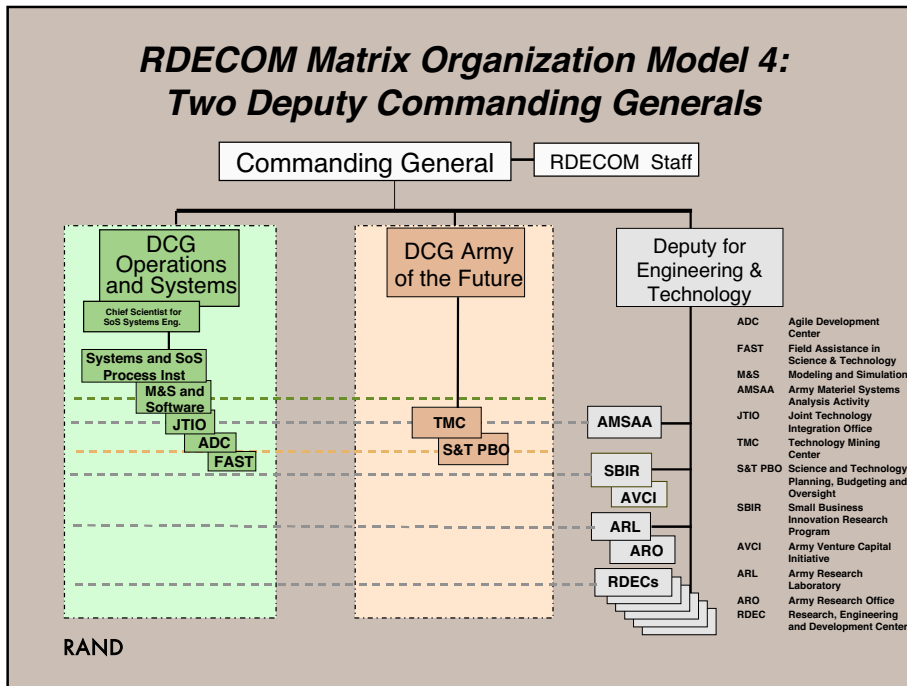 RDECOM Matrix Organization Model 4:
Two Deputy Commanding Generals
Commanding General
RDECOM Staff
DCG
Operations
and Systems
Chief Scientist for
SoS Systems Eng.
Systems and SoS
Process Inst
M&S and
Software
JTIO
ADC
FAST
DCG Army
of the Future
TMC
S&T PBO
Deputy for
Engineering &
Technology
AMSAA
SBIR
AVCI
ARL
ARO
RDECs
ADC Agile Development
Center
FAST Field Assistance in
Science & Technology
M&S Modeling and Simulation
AMSAA Army Materiel Systems
Analysis Activity
JTIO Joint Technology
Integration Office
TMC Technology Mining
Center
S&T PBO Science and Technology
Planning, Budgeting and
Oversight
SBIR Small Business
Innovation Research
Program
AVCI Army Venture Capital
Initiative
ARL Army Research
Laboratory
ARO Army Research Office
RDEC Research, Engineering
and Development Center
RAND